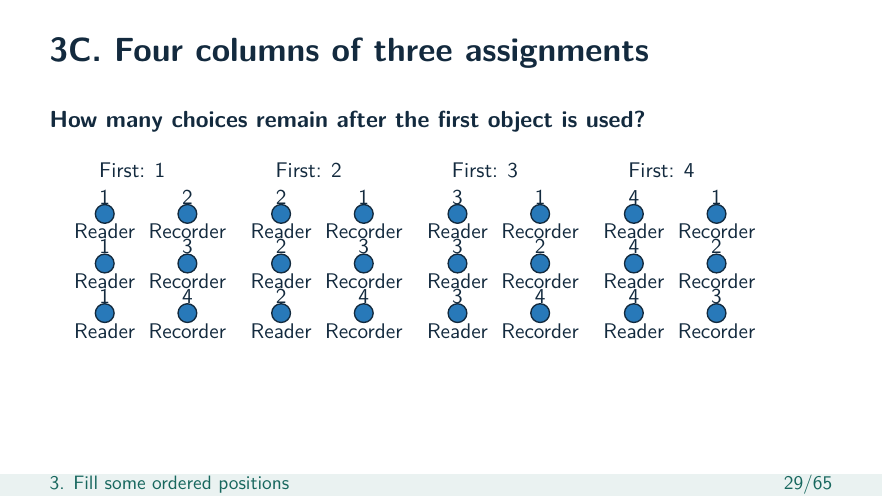 3C. Four columns of three assignments
How many choices remain after the first object is used?
First: 1 First: 2 First: 3 First: 4
1 2 2 1 3 1 4 1
Reader Recorder Reader Recorder Reader Recorder Reader Recorder
1 3 2 3 3 2 4 2
Reader Recorder Reader Recorder Reader Recorder Reader Recorder
1 4 2 4 3 4 4 3
Reader Recorder Reader Recorder Reader Recorder Reader Recorder
3. Fill some ordered positions 29/65